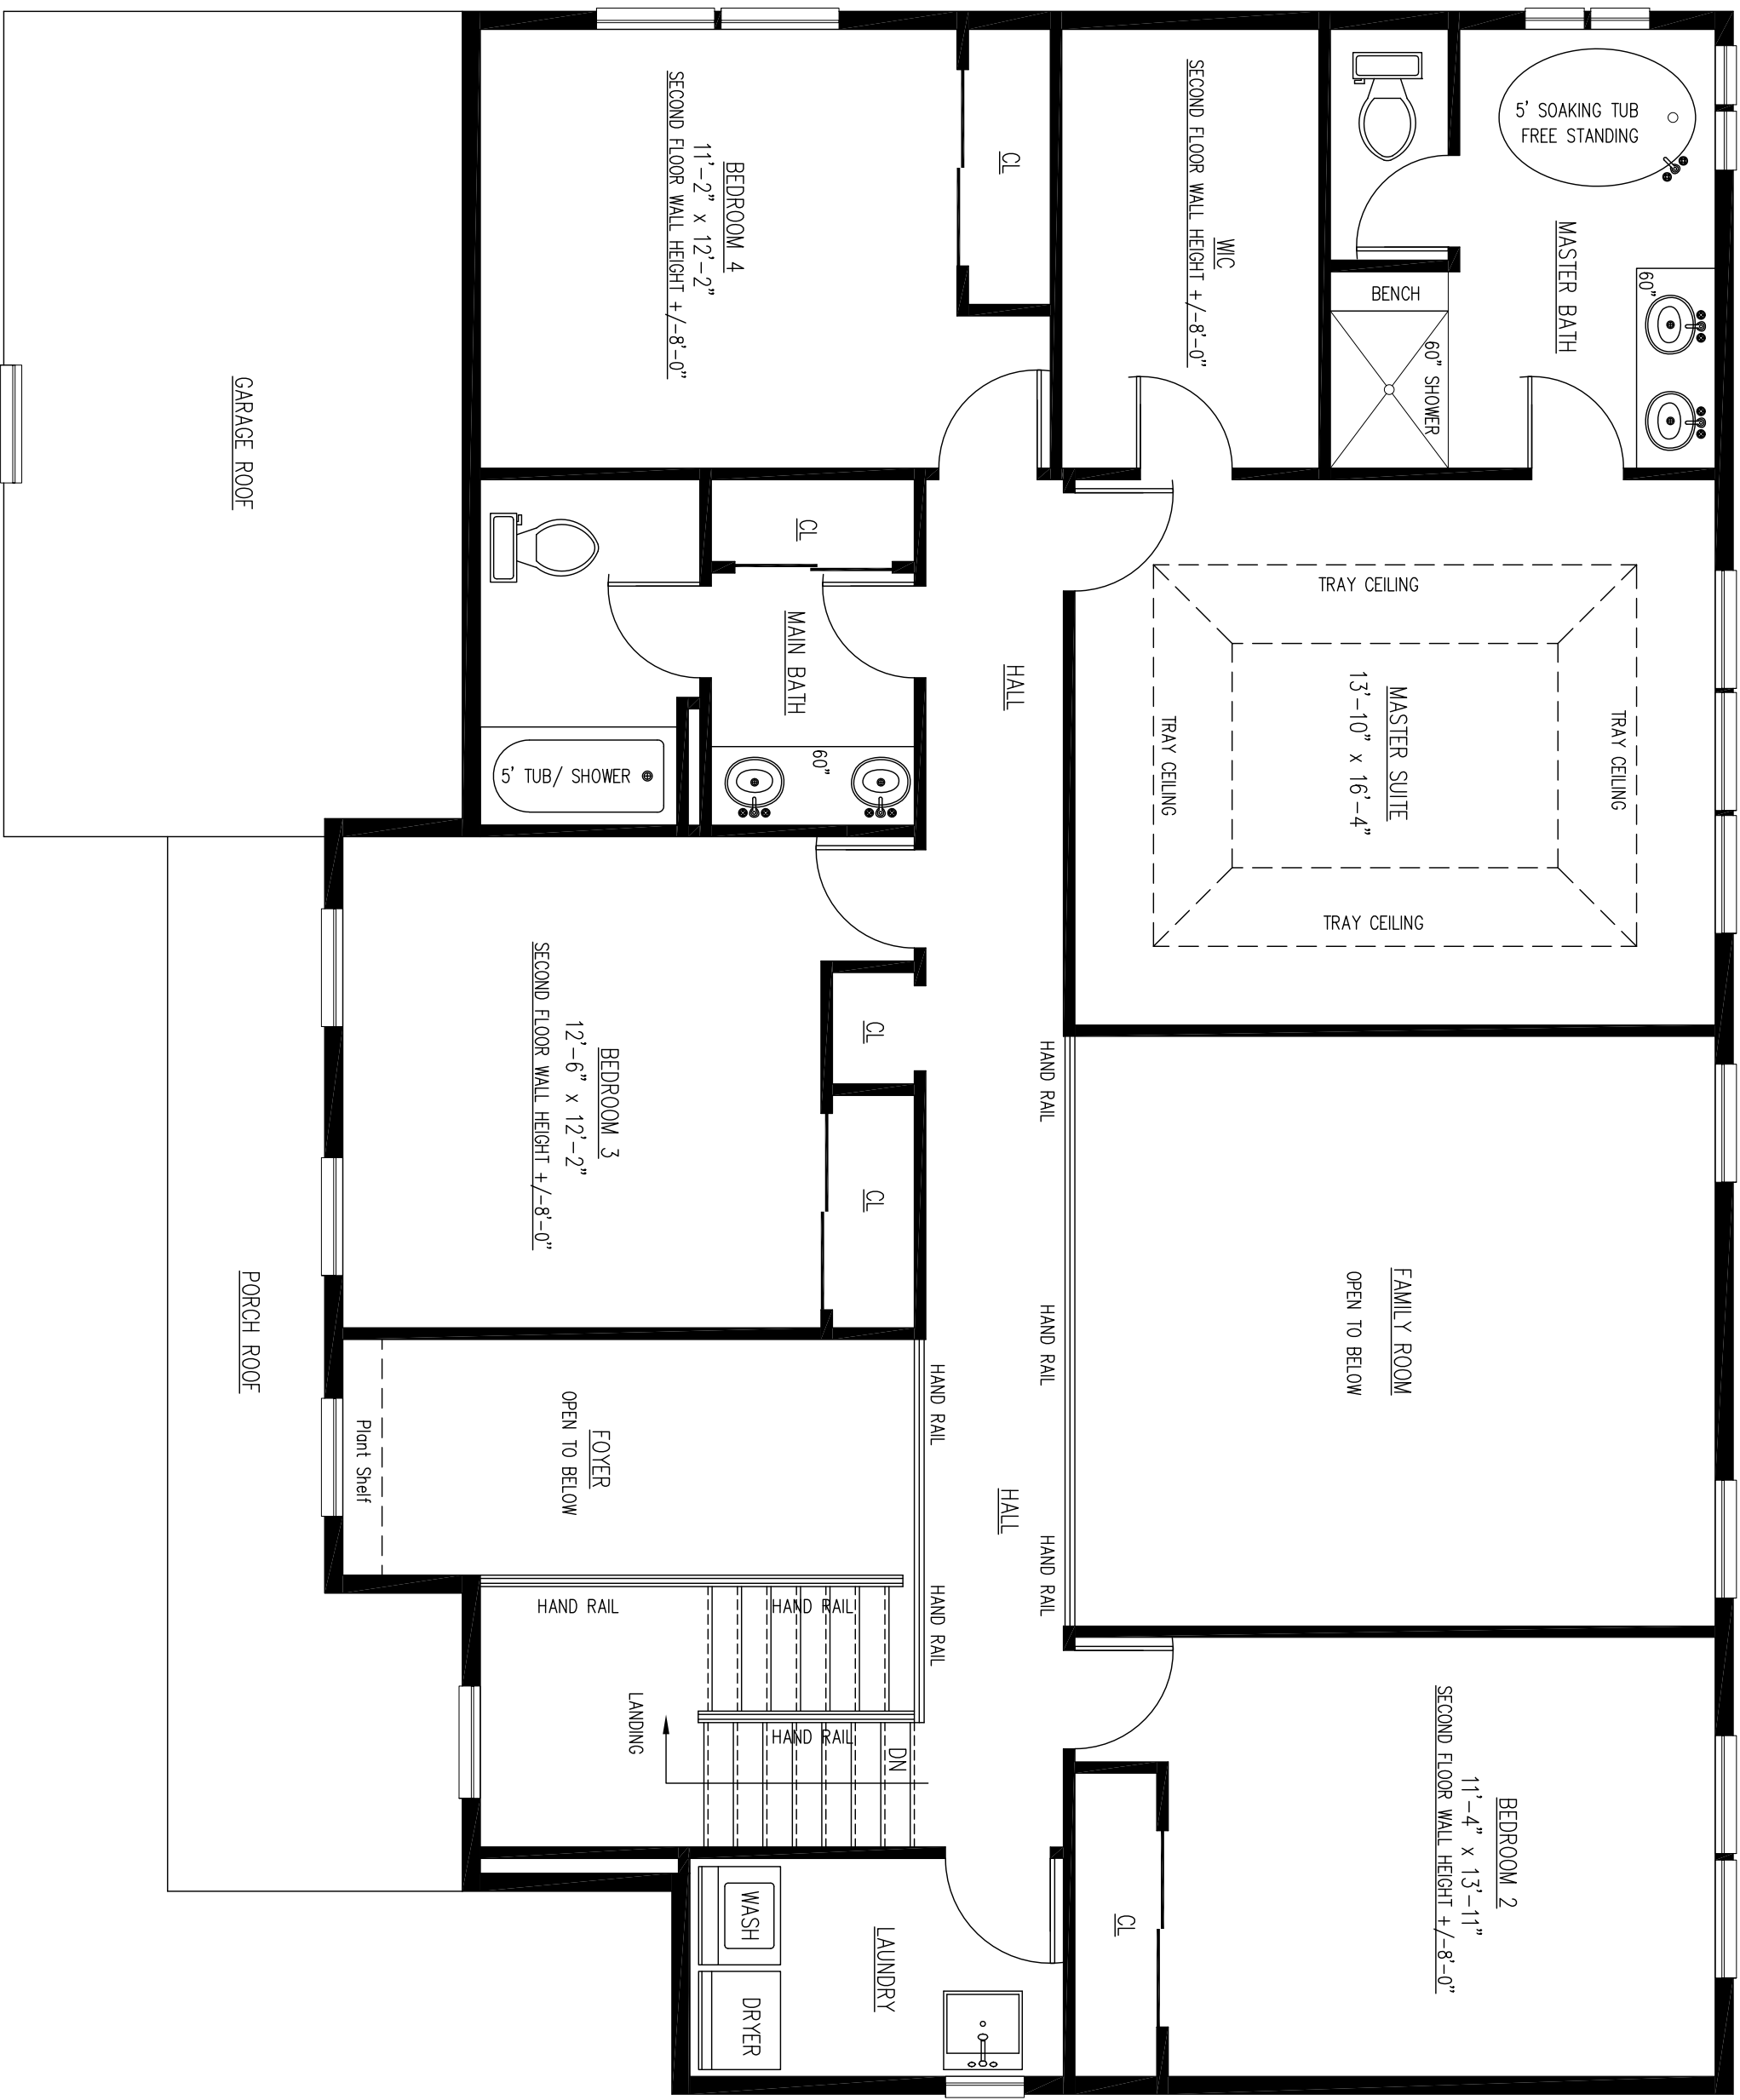 5' SOAKING TUB
FREE STANDING
MASTER BATH
60"
BENCH
60" SHOWER
WIC
SECOND FLOOR WALL HEIGHT +/-8'-0"
CL
BEDROOM 4
11'-2" x 12'-2"
SECOND FLOOR WALL HEIGHT +/-8'-0"
GARAGE ROOF
TRAY CEILING
TRAY CEILING
MASTER SUITE
13'-10" x 16'-4"
TRAY CEILING
TRAY CEILING
HALL
CL
MAIN BATH
60"
5' TUB/ SHOWER
HAND RAIL
CL
CL
BEDROOM 3
12'-6" x 12'-2"
SECOND FLOOR WALL HEIGHT +/-8'-0"
PORCH ROOF
FAMILY ROOM
OPEN TO BELOW
HAND RAIL
HAND RAIL
HALL
HAND RAIL
HAND RAIL
FOYER
OPEN TO BELOW
Plant Shelf
HAND RAIL
HAND RAIL
HAND RAIL
DN
LANDING
BEDROOM 2
11'-4" x 13'-11"
SECOND FLOOR WALL HEIGHT +/-8'-0"
CL
LAUNDRY
WASH
DRYER